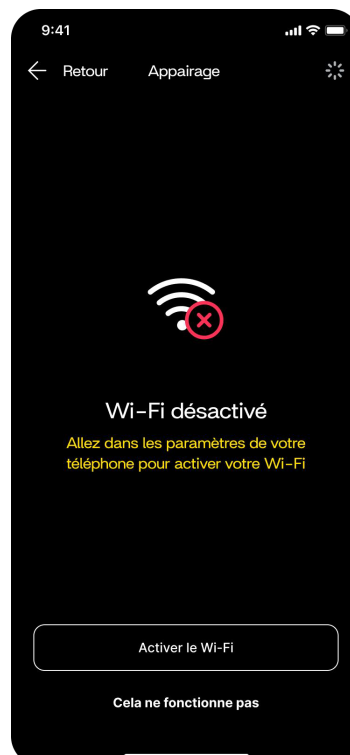 9:41
Retour Appairage
Wi-Fi désactivé
Allez dans les paramètres de votre
téléphone pour activer votre Wi-Fi
Activer le Wi-Fi
Cela ne fonctionne pas